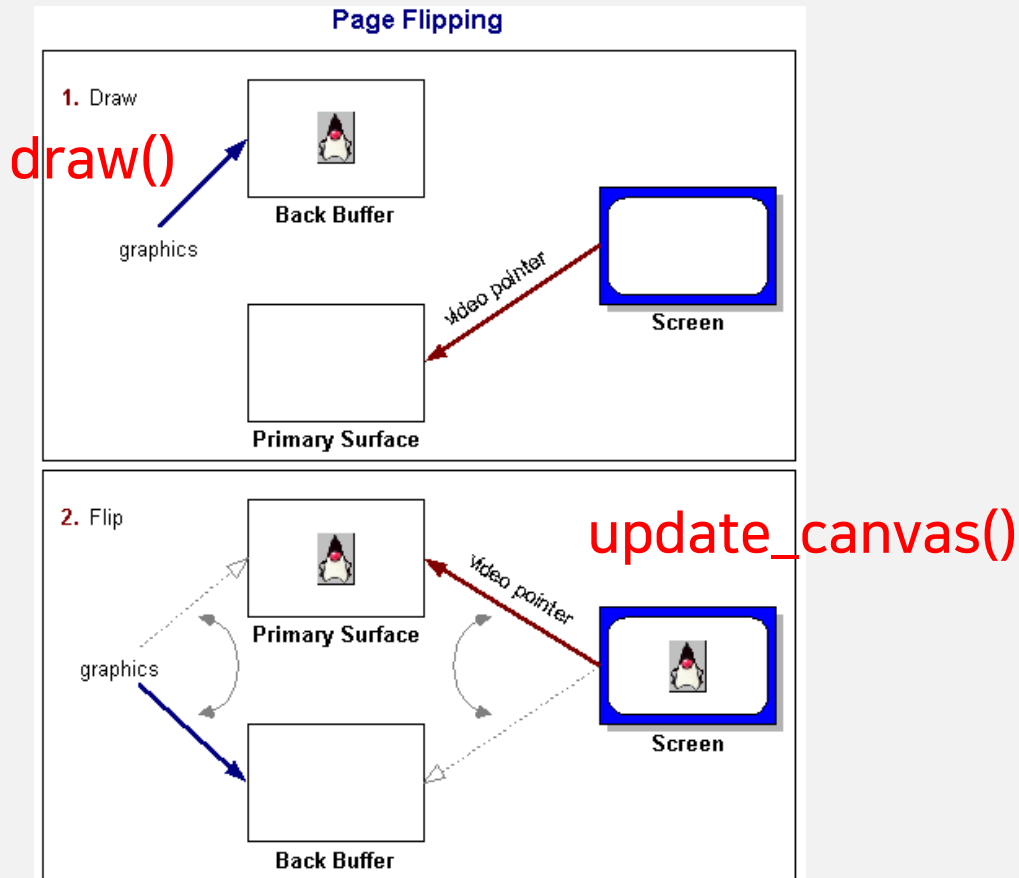 Page Flipping
1. Draw
draw()
Back Buffer
graphics
video pointer
Screen
Primary Surface
2. Flip
update_canvas()
video pointer
Primary Surface
graphics
Screen
Back Buffer